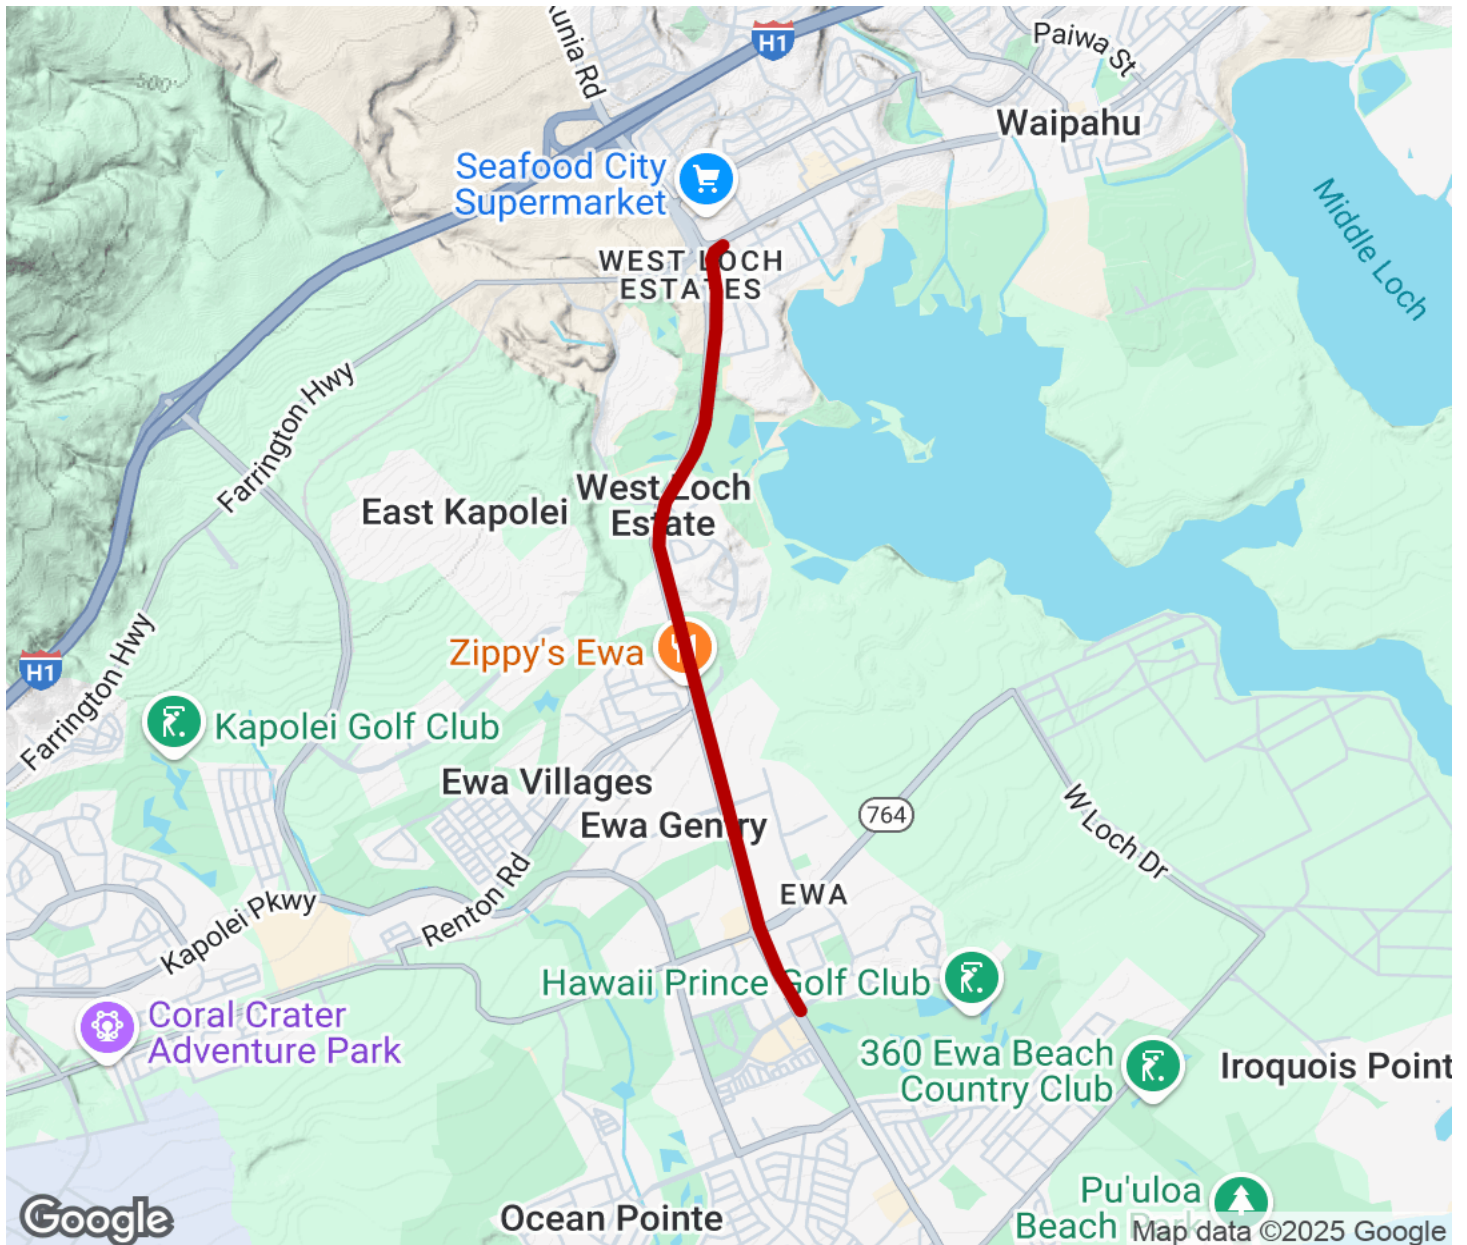 Kunia Rd
H1
Paiwa St
Waipahu
Seafood City
Supermarket
Middle Loch
WEST LOCH
ESTATES
Farrington Hwy
West Loch
Estate
East Kapolei
Zippy's Ewa
H1
Farrington Hwy
Kapolei Golf Club
Ewa Villages
Ewa Gentry
764
W Loch Dr
EWA
Renton Rd
Kapolei Pkwy
Hawaii Prince Golf Club
Coral Crater
Adventure Park
360 Ewa Beach
Country Club
Iroquois Point
Pu'uloa
Beach Park
Ocean Pointe
Google
Map data ©2025 Google
500